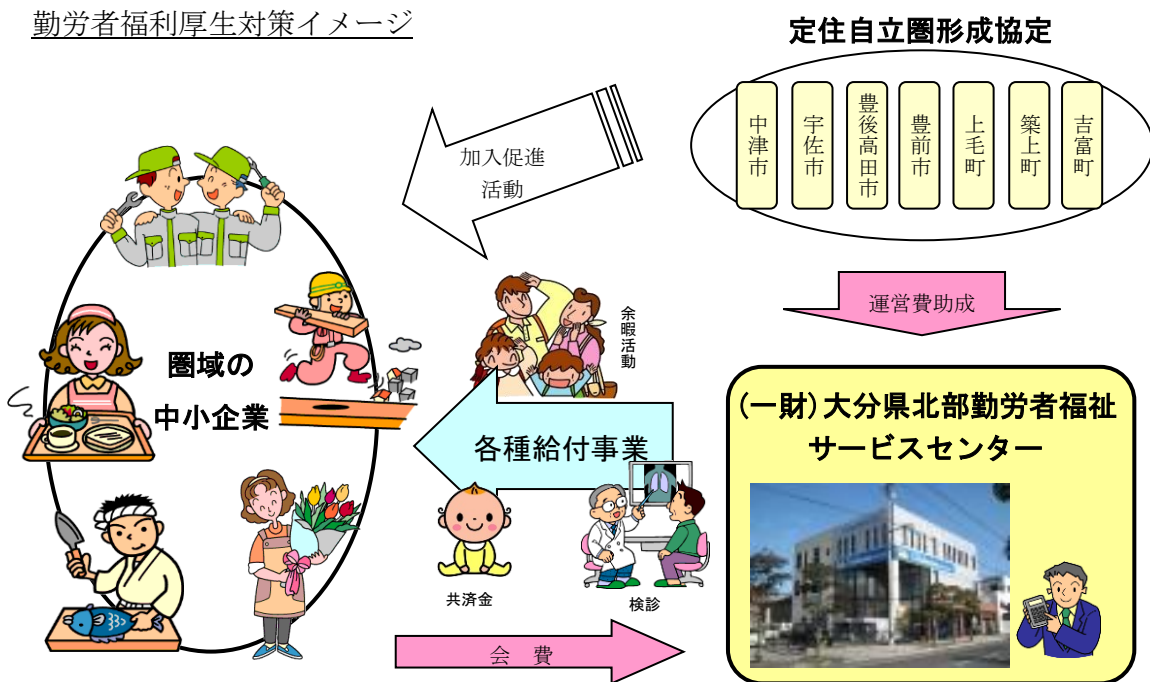 勤労者福利厚生対策イメージ
定住自立圏形成協定
中津市
宇佐市
豊後高田市
豊前市
上毛町
築上町
吉富町
加入促進
活動
運営費助成
余暇活動
圏域の
中小企業
各種給付事業
(一財)大分県北部勤労者福祉
サービスセンター
共済金
検診
会費